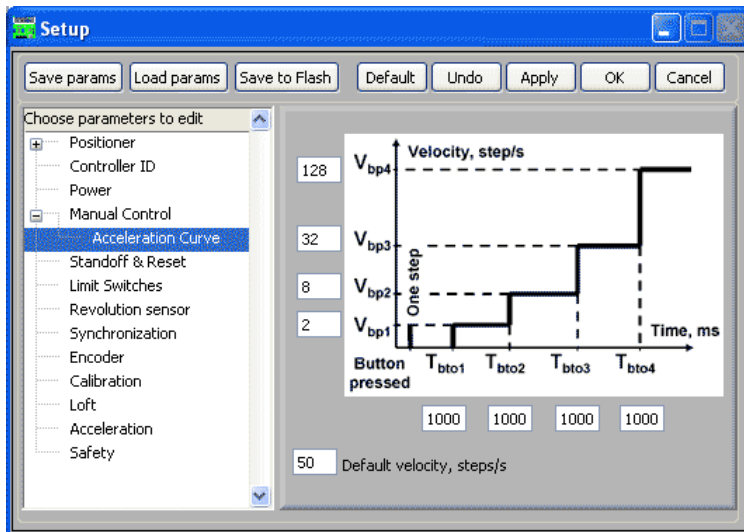 Setup
Save params Load params Save to Flash Default Undo Apply OK Cancel
Choose parameters to edit
Positioner
Controller ID
Power
Manual Control
Acceleration Curve
Standoff & Reset
Limit Switches
Revolution sensor
Synchronization
Encoder
Calibration
Loft
Acceleration
Safety
Velocity, step/s
128 Vbp4
32 Vbp3
8 Vbp2
2 Vbp1
One step
Time, ms
Button pressed
Tbto1 Tbto2 Tbto3 Tbto4
1000 1000 1000 1000
50 Default velocity, steps/s